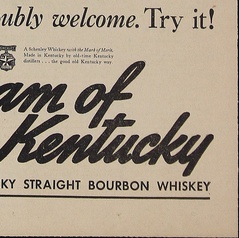 oubly welcome. Try it!
A Schenley Whiskey with the Mark of Merit.
Made in Kentucky by old-time Kentucky
distillers . . . the good old Kentucky way.
am of
Kentucky
KY STRAIGHT BOURBON WHISKEY